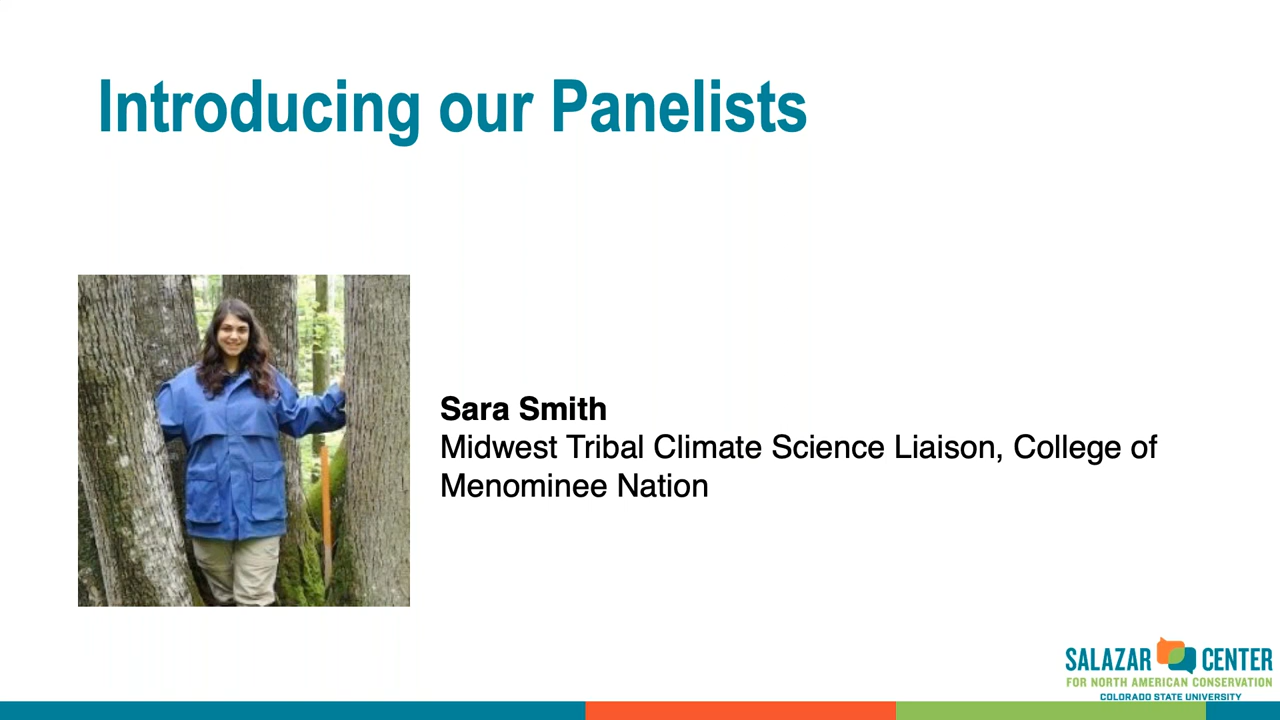 Introducing our Panelists
Sara Smith
Midwest Tribal Climate Science Liaison, College of
Menominee Nation
SALAZAR CENTER
FOR NORTH AMERICAN CONSERVATION
COLORADO STATE UNIVERSITY